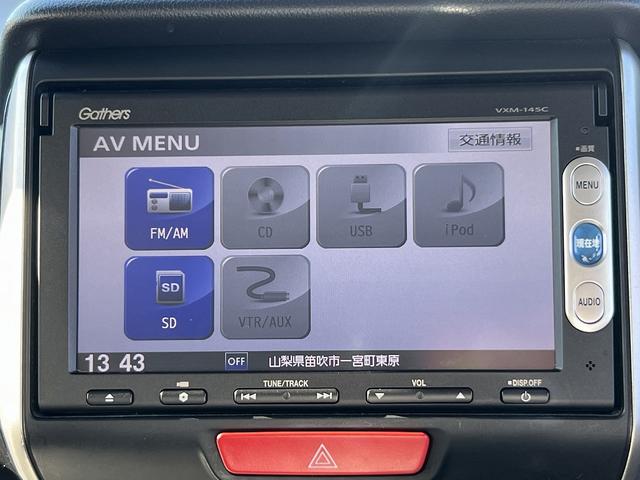 Gathers
VXM-145C
AV MENU
交通情報
■画質
MENU
FM/AM
CD
USB
iPod
現在地
SD
SD
VTR/AUX
AUDIO
13 43
OFF
山梨県笛吹市一宮町東原
TUNE/TRACK
VOL
■DISP.OFF